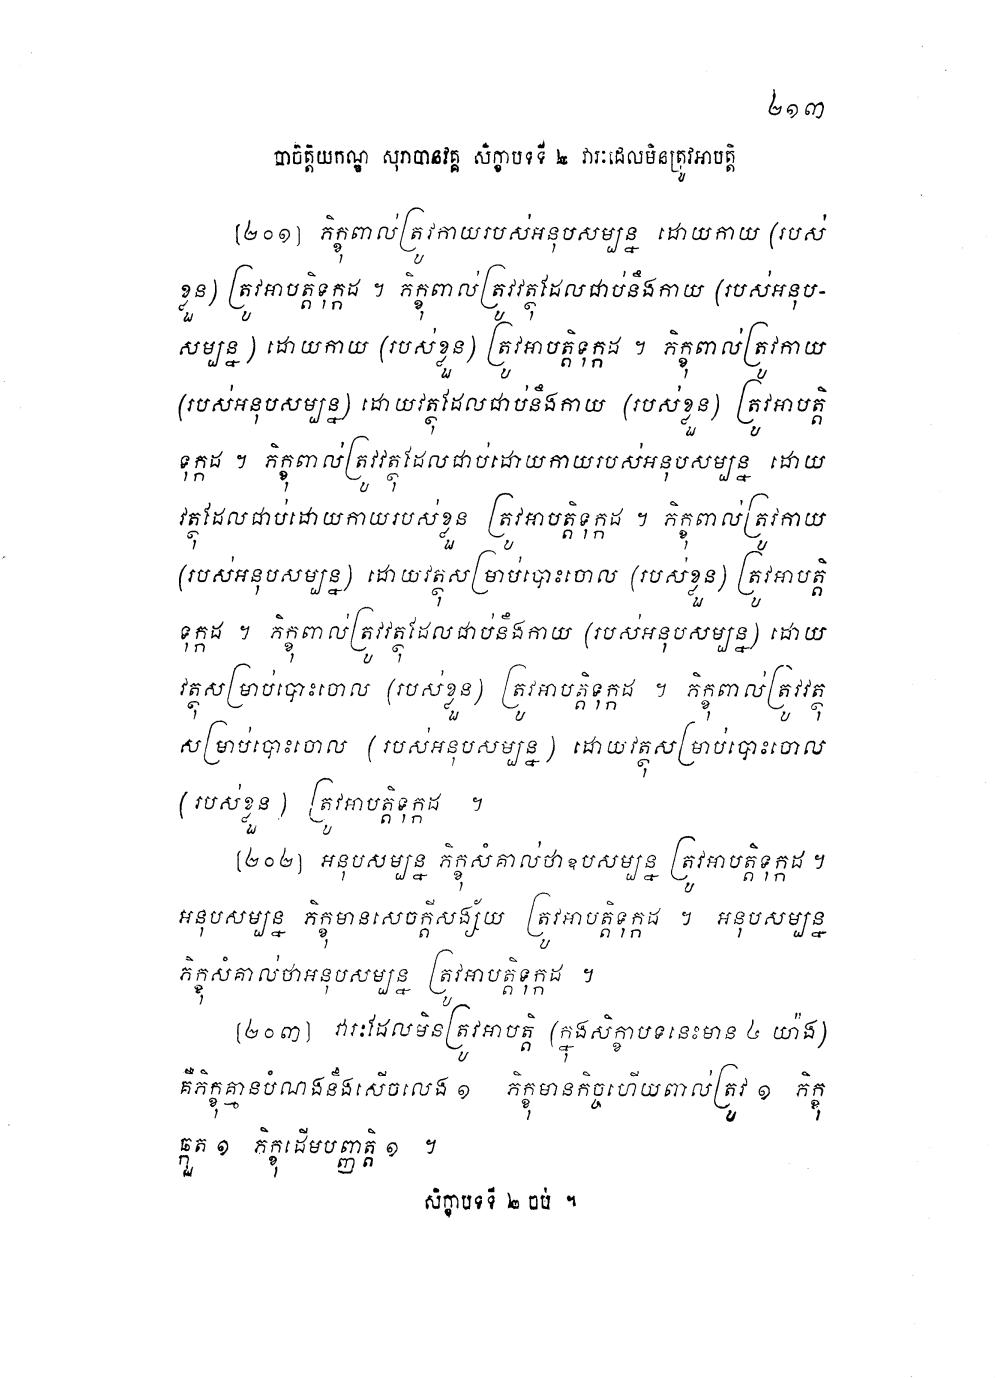 ២១៣
បាចិត្តិយកណ្ឌ សុរាបានវគ្គ សិក្ខាបទទី ២ វារៈដេលមិនត្រូវអាបត្តិ
[២០១] ភិក្ខុពាល់ត្រូវកាយរបស់អនុបសម្បន្ន ដោយកាយ (របស់
ខ្លួន) ត្រូវអាបត្តិទុក្កដ ។ ភិក្ខុពាល់ត្រូវវត្ថុដែលជាប់នឹងកាយ (របស់អនុប-
សម្បន្ន ) ដោយកាយ (របស់ខ្លួន) ត្រូវអាបត្តិទុក្កដ ។ ភិក្ខុពាល់ត្រូវកាយ
(របស់អនុបសម្បន្ន) ដោយវត្ថុដែលជាប់នឹងកាយ (របស់ខ្លួន) ត្រូវអាបត្តិ
ទុក្កដ ។ ភិក្ខុពាល់ត្រូវវត្ថុដែលជាប់ដោយកាយរបស់អនុបសម្បន្ន ដោយ
វត្ថុដែលជាប់ដោយកាយរបស់ខ្លួន ត្រូវអាបត្តិទុក្កដ ។ ភិក្ខុពាល់ត្រូវកាយ
(របស់អនុបសម្បន្ន) ដោយវត្ថុសម្រាប់បោះចោល (របស់ខ្លួន) ត្រូវអាបត្តិ
ទុក្កដ ។ ភិក្ខុពាល់ត្រូវវត្ថុដែលជាប់នឹងកាយ (របស់អនុបសម្បន្ន) ដោយ
វត្ថុសម្រាប់បោះចោល (របស់ខ្លួន) ត្រូវអាបត្តិទុក្កដ ។ ភិក្ខុពាល់ត្រូវវត្ថុ
សម្រាប់បោះចោល (របស់អនុបសម្បន្ន) ដោយវត្ថុសម្រាប់បោះចោល
(របស់ខ្លួន) ត្រូវអាបត្តិទុក្កដ ។
[២០២] អនុបសម្បន្ន ភិក្ខុសំគាល់ថាឧបសម្បន្ន ត្រូវអាបត្តិទុក្កដ ។
អនុបសម្បន្ន ភិក្ខុមានសេចក្តីសង្ស័យ ត្រូវអាបត្តិទុក្កដ ។ អនុបសម្បន្ន
ភិក្ខុសំគាល់ថាអនុបសម្បន្ន ត្រូវអាបត្តិទុក្កដ ។
[២០៣] វារៈដែលមិនត្រូវអាបត្តិ (ក្នុងសិក្ខាបទនេះមាន ៤ យ៉ាង)
គឺភិក្ខុគ្មានបំណងនឹងសើចលេង ១ ភិក្ខុមានកិច្ចហើយពាល់ត្រូវ ១ ភិក្ខុ
ឆ្កួត ១ ភិក្ខុដើមបញ្ញត្តិ ១ ។
សិក្ខាបទទី ២ ចប់ ។